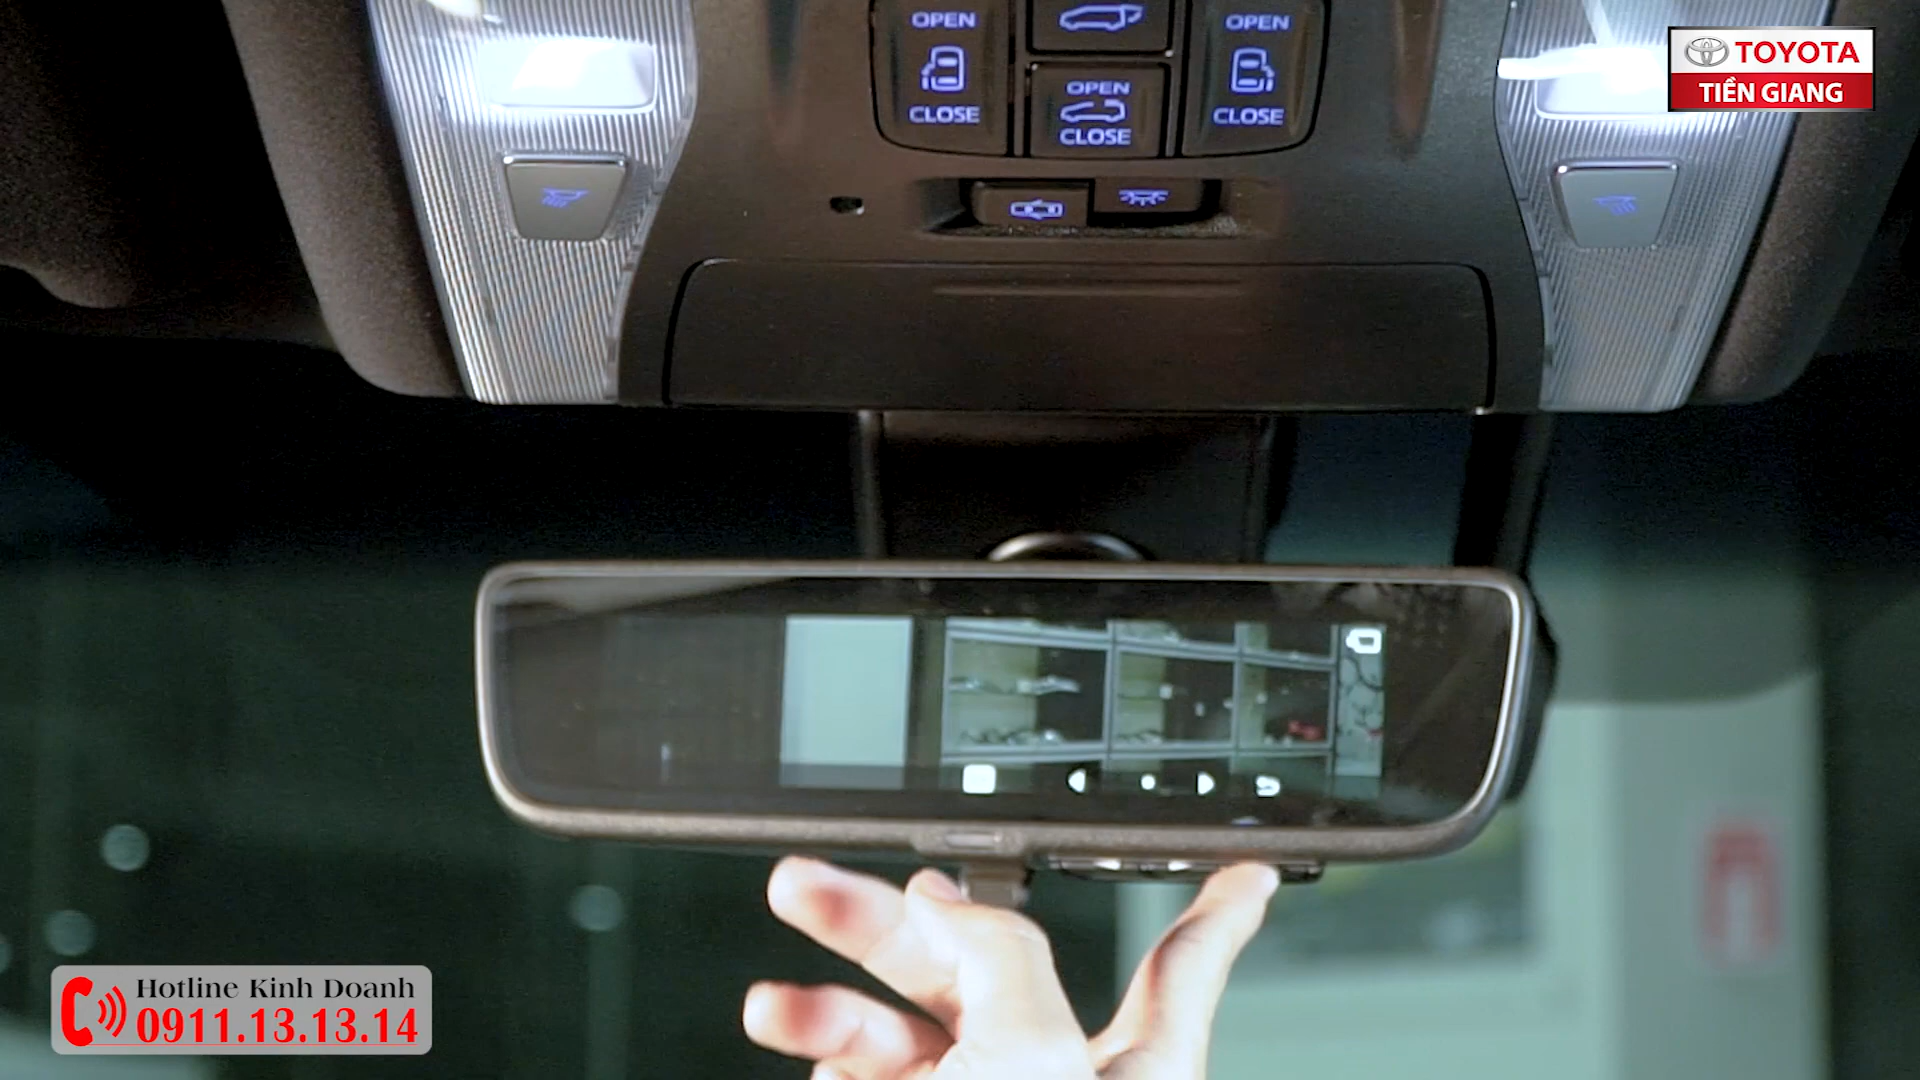 OPEN
OPEN
TOYOTA
TIỀN GIANG
OPEN
CLOSE
CLOSE
CLOSE
Hotline Kinh Doanh
0911.13.13.14